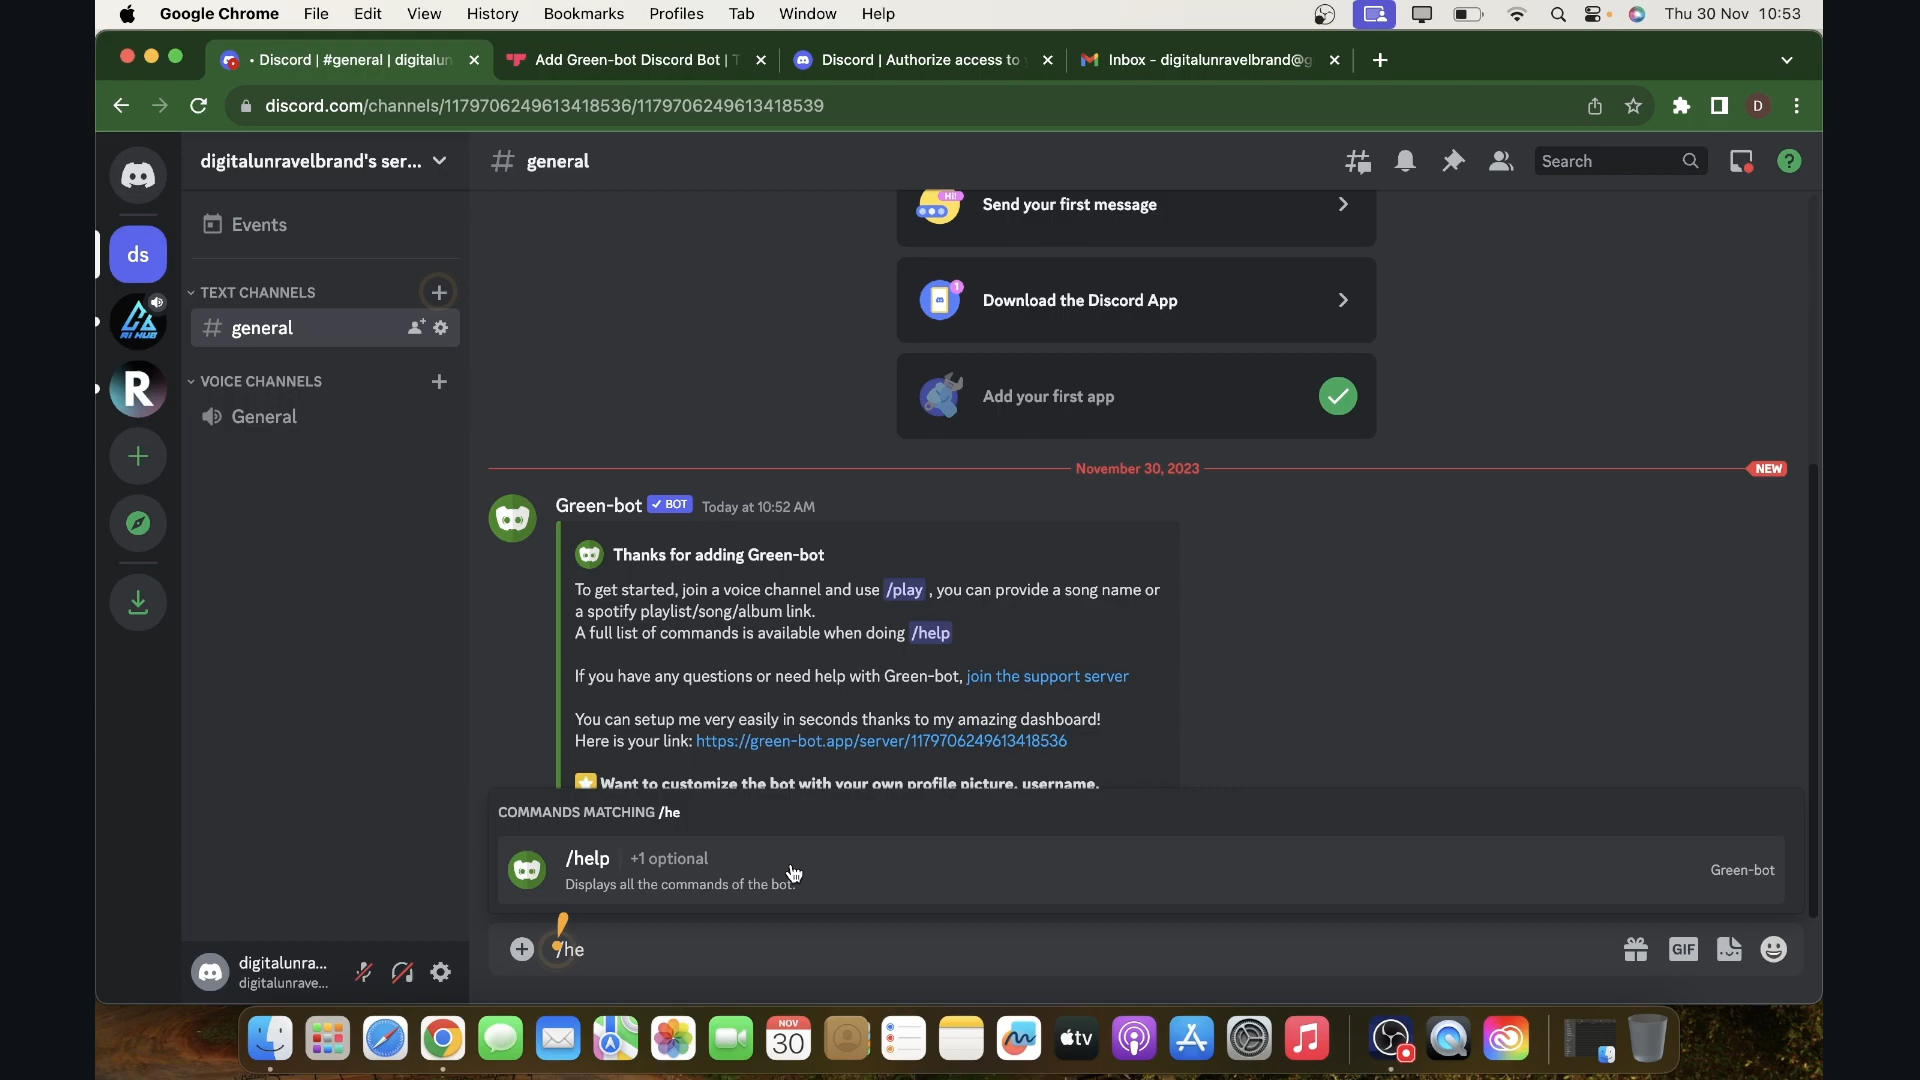 Google Chrome File Edit View History Bookmarks Profiles Tab Window Help Thu 30 Nov 10:53
• Discord | #general | digitalun
Add Green-bot Discord Bot |
Discord | Authorize access to
Inbox - digitalunravelbrand@g
discord.com/channels/1179706249613418536/1179706249613418539
D
digitalunravelbrand's ser...
general
Search
Events
ds
TEXT CHANNELS
general
AI HUB
R
VOICE CHANNELS
General
Hi!
Send your first message
1
Download the Discord App
Add your first app
November 30, 2023
NEW
Green-bot BOT Today at 10:52 AM
Thanks for adding Green-bot
To get started, join a voice channel and use /play , you can provide a song name or
a spotify playlist/song/album link.
A full list of commands is available when doing /help
If you have any questions or need help with Green-bot, join the support server
You can setup me very easily in seconds thanks to my amazing dashboard!
Here is your link: https://green-bot.app/server/1179706249613418536
Want to customize the bot with your own profile picture, username,
COMMANDS MATCHING /he
/help +1 optional
Displays all the commands of the bot.
Green-bot
/he
GIF
digitalunra...
digitalunrave...
NOV
30
tv